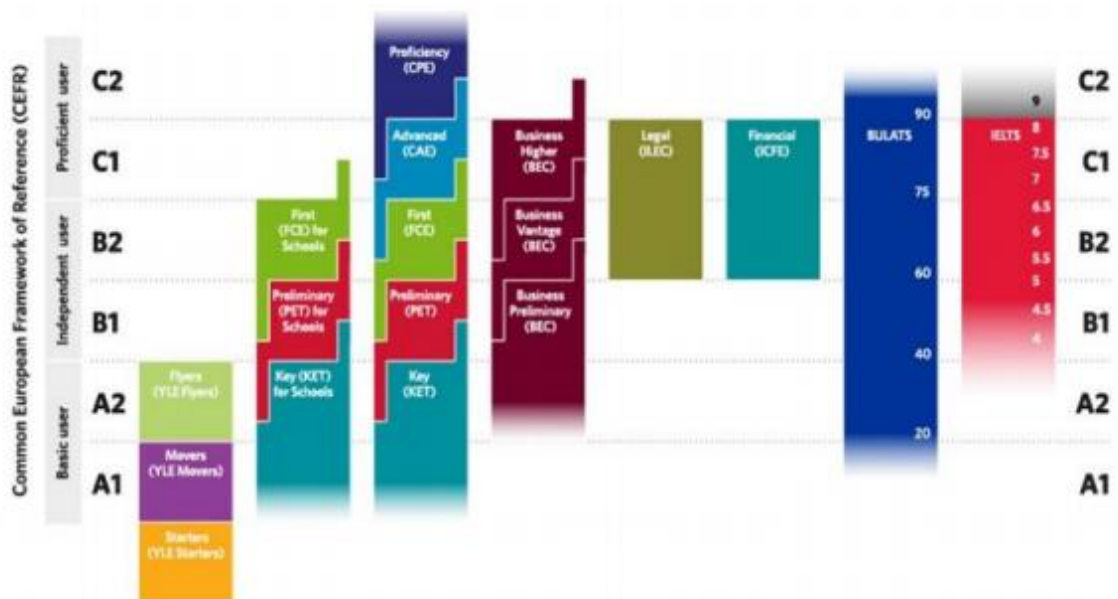 Common European Framework of Reference (CEFR)
Proficient user
Independent user
Basic user
C2
C1
B2
B1
A2
A1
Flyers
(YLE Flyers)
Movers
(YLE Movers)
Starters
(YLE Starters)
First
(FCE) for
Schools
Preliminary
(PET) for
Schools
Key (KET)
for Schools
Proficiency
(CPE)
Advanced
(CAE)
First
(FCE)
Preliminary
(PET)
Key
(KET)
Business
Higher
(BEC)
Business
Vantage
(BEC)
Business
Preliminary
(BEC)
Legal
(ILEC)
Financial
(ICFE)
BULATS
90
75
60
40
20
IELTS
9
8
7.5
7
6.5
6
5.5
5
4.5
4
C2
C1
B2
B1
A2
A1